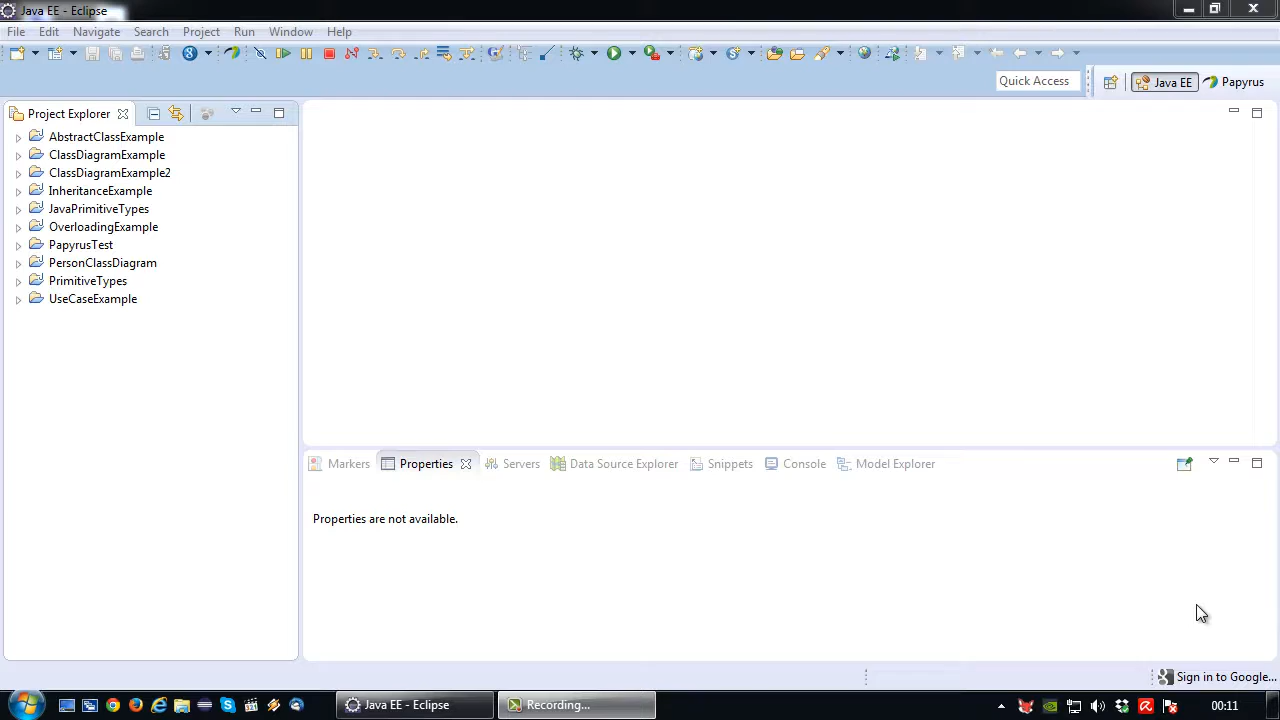 Java EE - Eclipse
File Edit Navigate Search Project Run Window Help
Quick Access
Java EE
Papyrus
Project Explorer
AbstractClassExample
ClassDiagramExample
ClassDiagramExample2
InheritanceExample
JavaPrimitiveTypes
OverloadingExample
PapyrusTest
PersonClassDiagram
PrimitiveTypes
UseCaseExample
Markers Properties Servers Data Source Explorer Snippets Console Model Explorer
Properties are not available.
Sign in to Google...
Java EE - Eclipse
Recording...
00:11